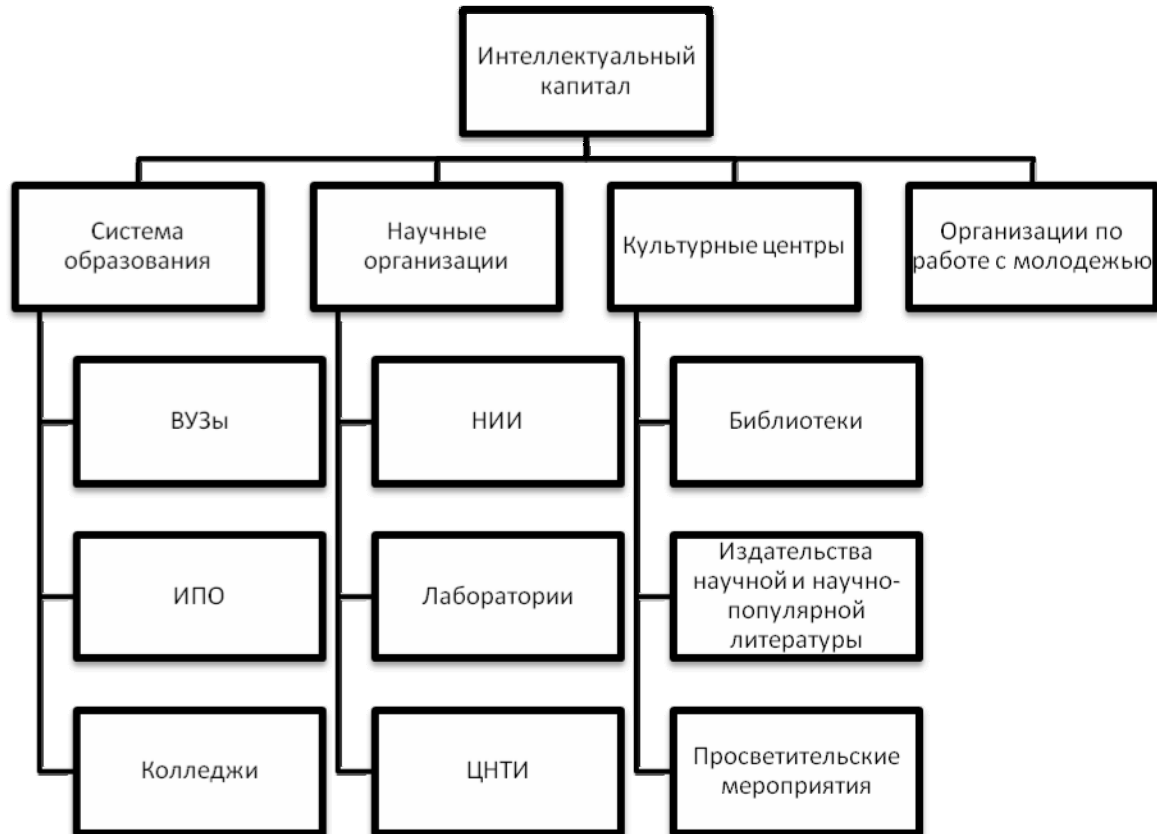 Интеллектуальный
капитал
Система
образования
Научные
организации
Культурные центры
Организации по
работе с молодежью
ВУЗы
НИИ
Библиотеки
ИПО
Лаборатории
Издательства
научной и научно-
популярной
литературы
Колледжи
ЦНТИ
Просветительские
мероприятия